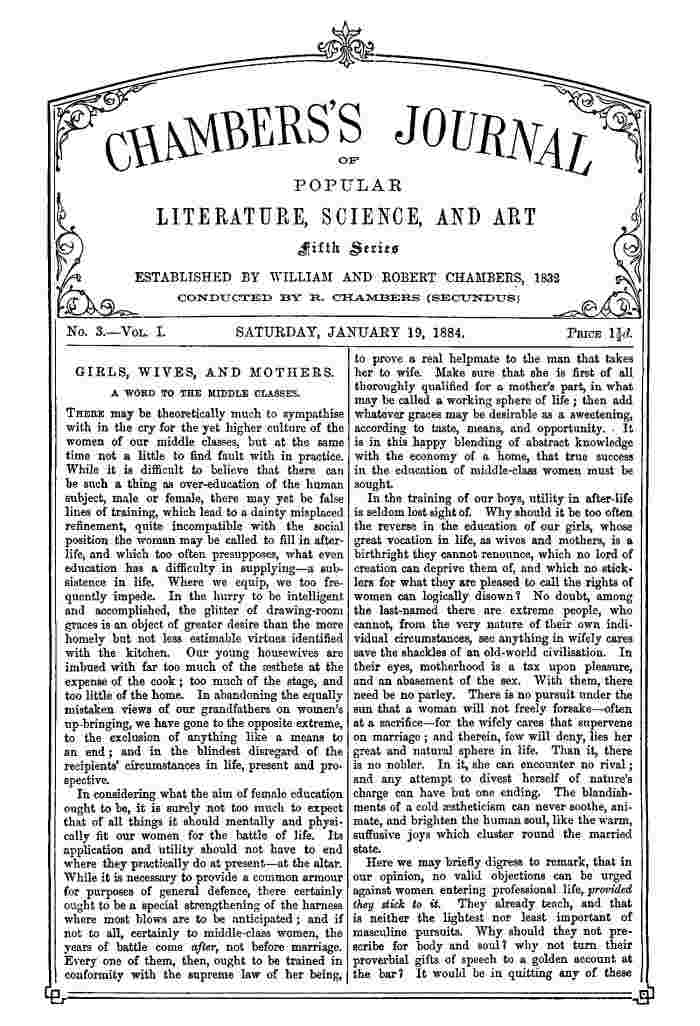 CHAMBERS'S JOURNAL
OF
POPULAR
LITERATURE, SCIENCE, AND ART
Fifth Series
ESTABLISHED BY WILLIAM AND ROBERT CHAMBERS, 1832
CONDUCTED BY R. CHAMBERS (SECUNDUS)
No. 3.—Vol. I. SATURDAY, JANUARY 19, 1884. Price 1½d.
GIRLS, WIVES, AND MOTHERS.
A WORD TO THE MIDDLE CLASSES.
There may be theoretically much to sympathise
with in the cry for the yet higher culture of the
women of our middle classes, but at the same
time not a little to find fault with in practice.
While it is difficult to believe that there can
be such a thing as over-education of the human
subject, male or female, there may yet be false
lines of training, which lead to a dainty misplaced
refinement, quite incompatible with the social
position the woman may be called to fill in after-
life, and which too often presupposes, what even
education has a difficulty in supplying—a sub-
sistence in life. Where we equip, we too fre-
quently impede. In the hurry to be intelligent
and accomplished, the glitter of drawing-room
graces is an object of greater desire than the more
homely but not less estimable virtues identified
with the kitchen. Our young housewives are
imbued with far too much of the æsthete at the
expense of the cook; too much of the stage, and
too little of the home. In abandoning the equally
mistaken views of our grandfathers on women's
up-bringing, we have gone to the opposite extreme,
to the exclusion of anything like a means to
an end; and in the blindest disregard of the
recipients' circumstances in life, present and pro-
spective.
In considering what the aim of female education
ought to be, it is surely not too much to expect
that of all things it should mentally and physi-
cally fit our women for the battle of life. Its
application and utility should not have to end
where they practically do at present—at the altar.
While it is necessary to provide a common armour
for purposes of general defence, there certainly
ought to be a special strengthening of the harness
where most blows are to be anticipated; and if
not to all, certainly to middle-class women, the
years of battle come after, not before marriage.
Every one of them, then, ought to be trained in
conformity with the supreme law of her being,
to prove a real helpmate to the man that takes
her to wife. Make sure that she is first of all
thoroughly qualified for a mother's part, in what
may be called a working sphere of life; then add
whatever graces may be desirable as a sweetening,
according to taste, means, and opportunity. It
is in this happy blending of abstract knowledge
with the economy of a home, that true success
in the education of middle-class women must be
sought.
In the training of our boys, utility in after-life
is seldom lost sight of. Why should it be too often
the reverse in the education of our girls, whose
great vocation in life, as wives and mothers, is a
birthright they cannot renounce, which no lord of
creation can deprive them of, and which no stick-
lers for what they are pleased to call the rights of
women can logically disown? No doubt, among
the last-named there are extreme people, who
cannot, from the very nature of their own indi-
vidual circumstances, see anything in wifely cares
save the shackles of an old-world civilisation. In
their eyes, motherhood is a tax upon pleasure,
and an abasement of the sex. With them, there
need be no parley. There is no pursuit under the
sun that a woman will not freely forsake—often
at a sacrifice—for the wifely cares that supervene
on marriage; and therein, few will deny, lies her
great and natural sphere in life. Than it, there
is no nobler. In it, she can encounter no rival;
and any attempt to divest herself of nature's
charge can have but one ending. The blandish-
ments of a cold æstheticism can never soothe, ani-
mate, and brighten the human soul, like the warm,
suffusive joys which cluster round the married
state.
Here we may briefly digress to remark, that in
our opinion, no valid objections can be urged
against women entering professional life, provided
they stick to it. They already teach, and that
is neither the lightest nor least important of
masculine pursuits. Why should they not pre-
scribe for body and soul? why not turn their
proverbial gifts of speech to a golden account at
the bar? It would be in quitting any of these